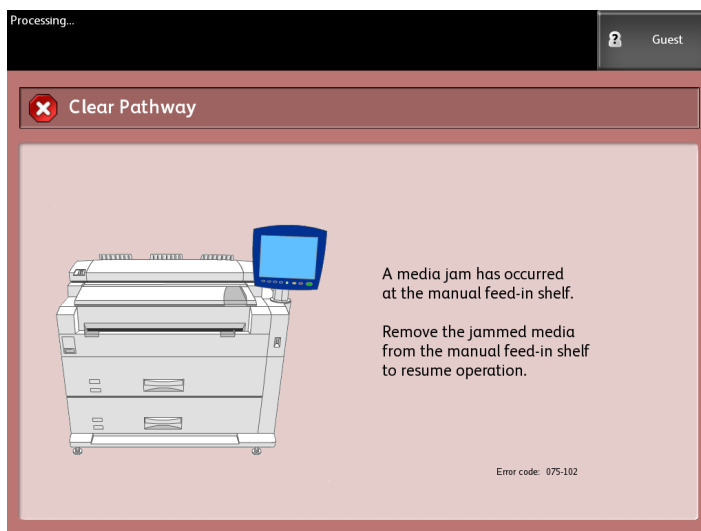 Processing...
Guest
Clear Pathway
A media jam has occurred
at the manual feed-in shelf.
Remove the jammed media
from the manual feed-in shelf
to resume operation.
Error code: 075-102